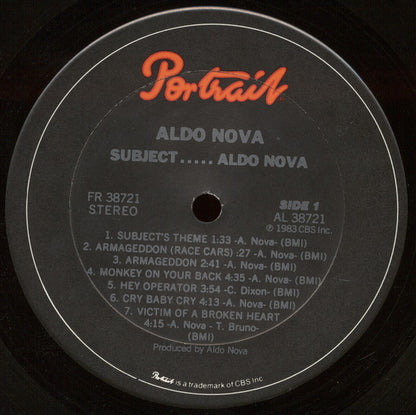 Portrait
ALDO NOVA
SUBJECT.....ALDO NOVA
FR 38721
STEREO
SIDE 1
AL 38721
℗ 1983 CBS Inc.
1. SUBJECT'S THEME 1:33 -A. Nova- (BMI)
2. ARMAGEDDON (RACE CARS) :27 -A. Nova- (BMI)
3. ARMAGEDDON 2:41 -A. Nova- (BMI)
4. MONKEY ON YOUR BACK 4:35 -A. Nova- (BMI)
5. HEY OPERATOR 3:54 -C. Dixon- (BMI)
6. CRY BABY CRY 4:13 -A. Nova- (BMI)
7. VICTIM OF A BROKEN HEART
4:15 -A. Nova - T. Bruno-
(BMI)
Produced by Aldo Nova
Portrait is a trademark of CBS Inc.